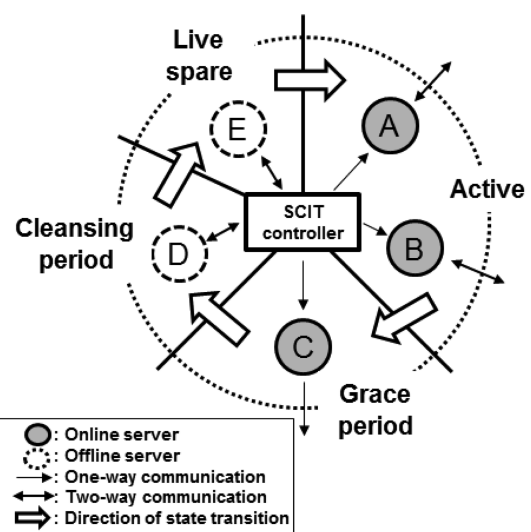 Live
spare
E
A
SCIT
controller
Active
Cleansing
period
D
B
C
Grace
period
: Online server
: Offline server
: One-way communication
: Two-way communication
: Direction of state transition